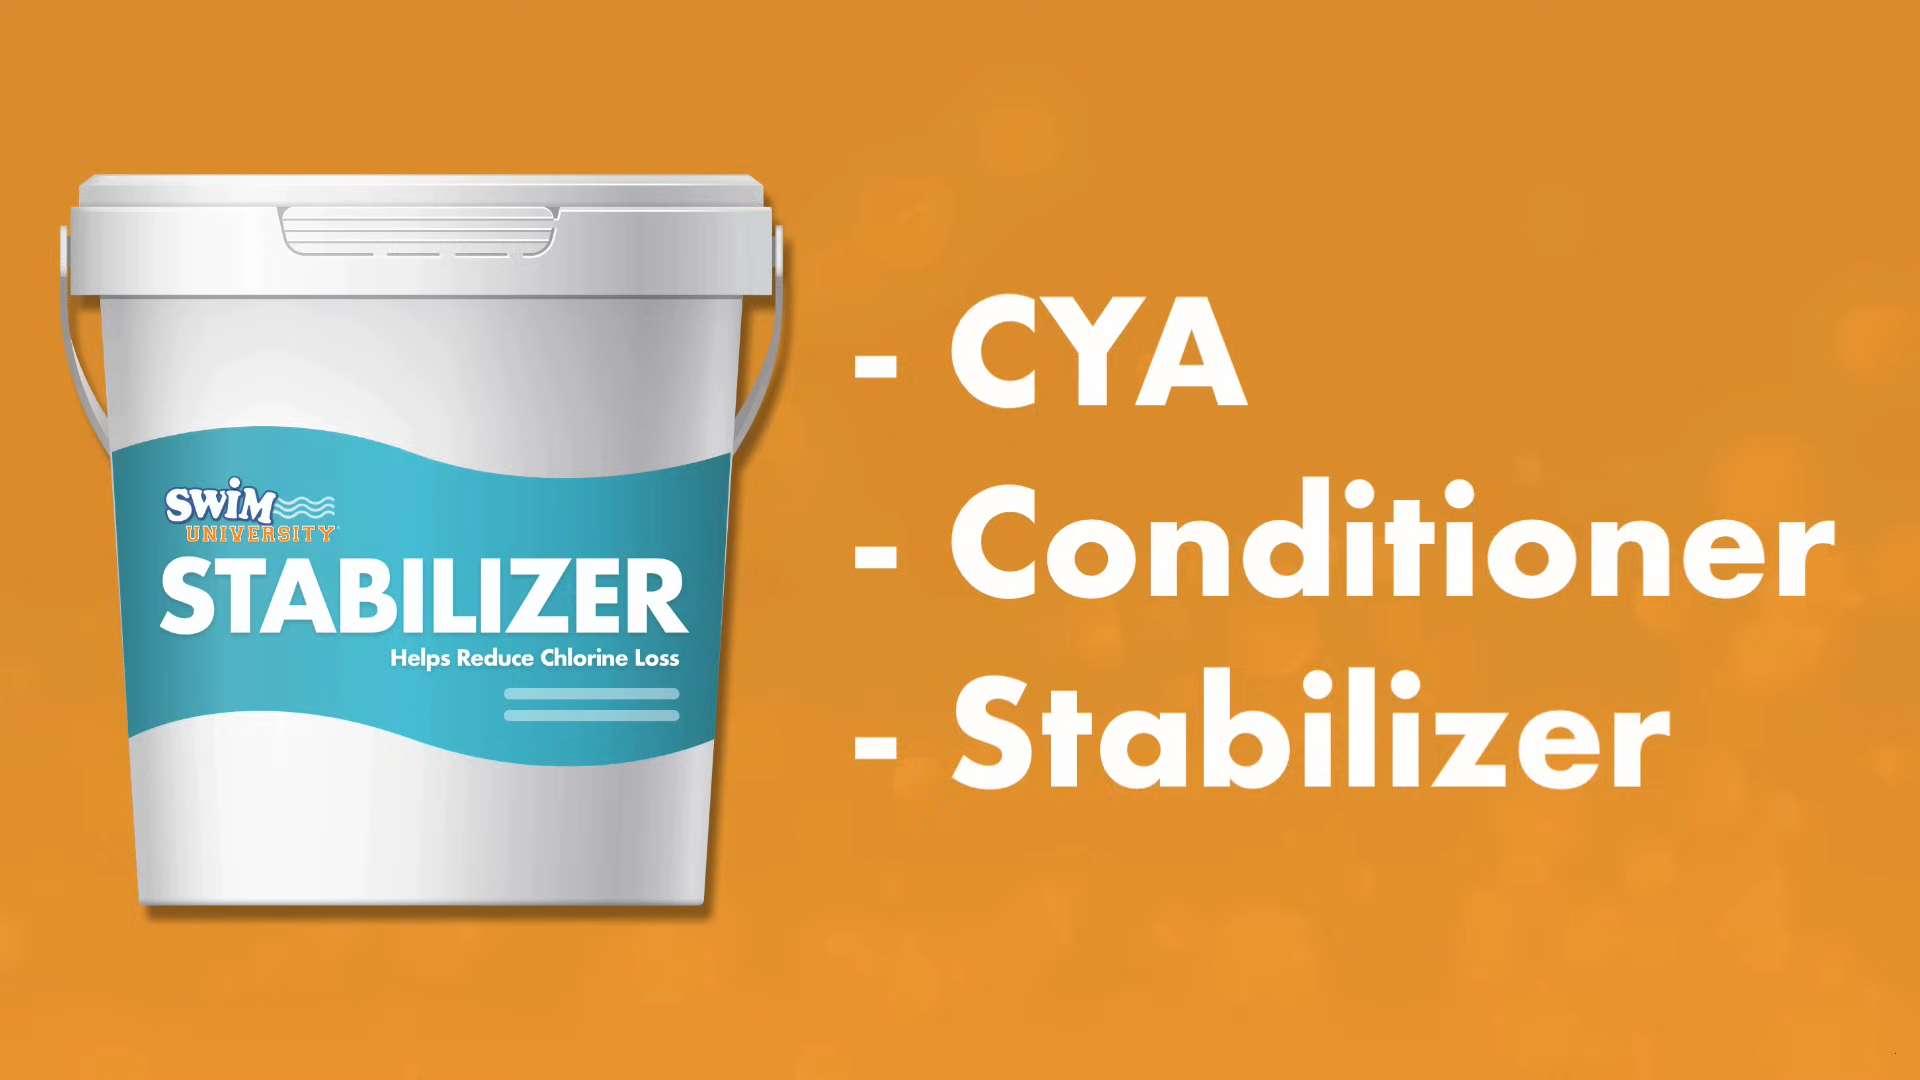 SWiM
UNIVERSITY
STABILIZER
Helps Reduce Chlorine Loss
- CYA
- Conditioner
- Stabilizer